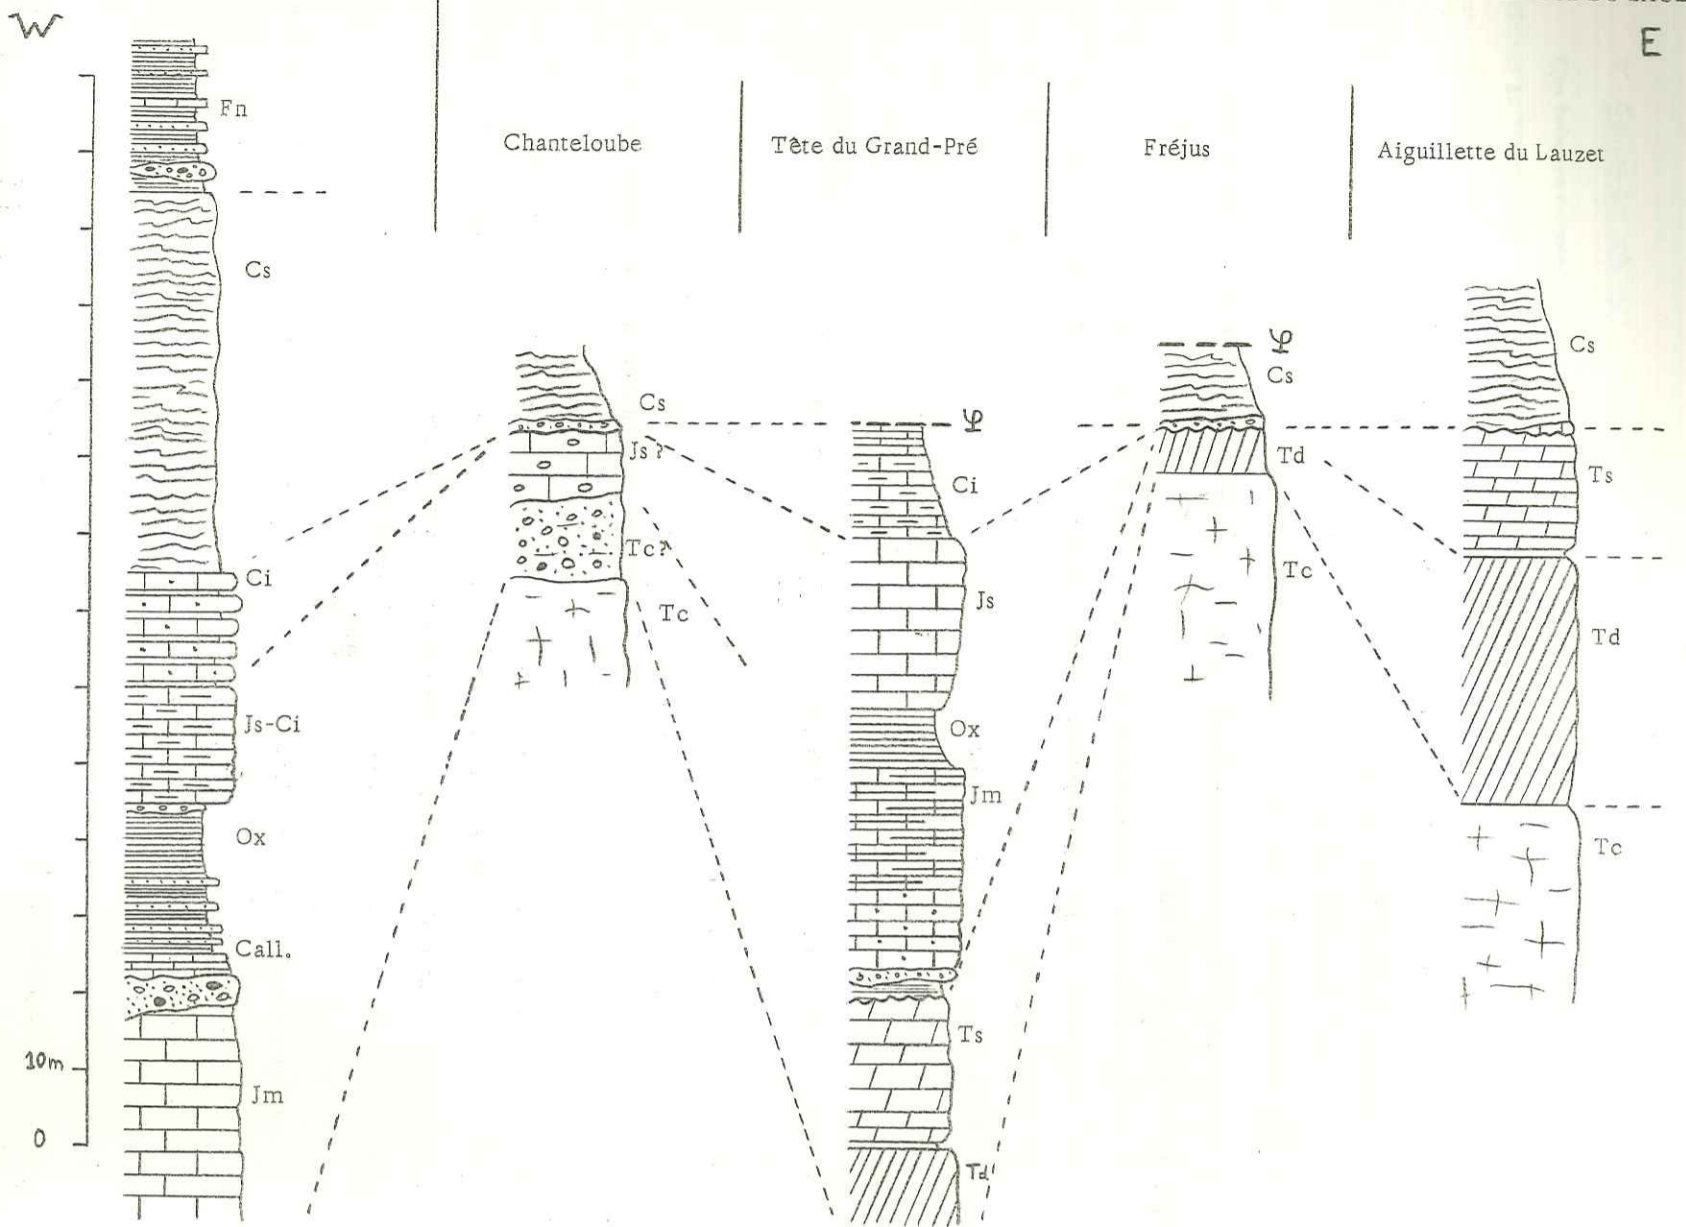 W
E
Chanteloube
Tête du Grand-Pré
Fréjus
Aiguillette du Lauzet
Fn
Cs
Ci
Js-Ci
Ox
Call.
Jm
10m
0
Cs
Js ?
Tc ?
Tc
φ
Ci
Js
Ox
Jm
Ts
Td
φ
Cs
Td
Tc
Cs
Ts
Td
Tc